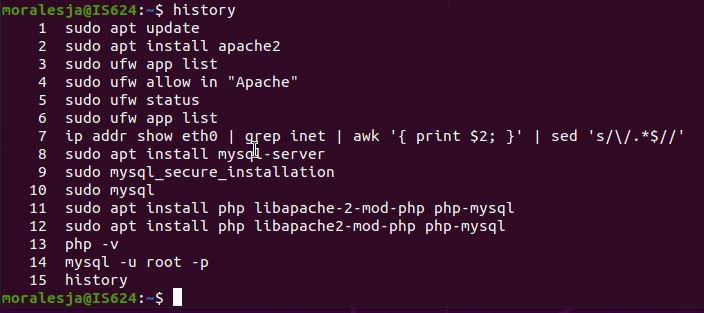 moralesja@IS624:~$ history
    1  sudo apt update
    2  sudo apt install apache2
    3  sudo ufw app list
    4  sudo ufw allow in "Apache"
    5  sudo ufw status
    6  sudo ufw app list
    7  ip addr show eth0 | grep inet | awk '{ print $2; }' | sed 's/\/.*$//'
    8  sudo apt install mysql-server
    9  sudo mysql_secure_installation
   10  sudo mysql
   11  sudo apt install php libapache-2-mod-php php-mysql
   12  sudo apt install php libapache2-mod-php php-mysql
   13  php -v
   14  mysql -u root -p
   15  history
moralesja@IS624:~$